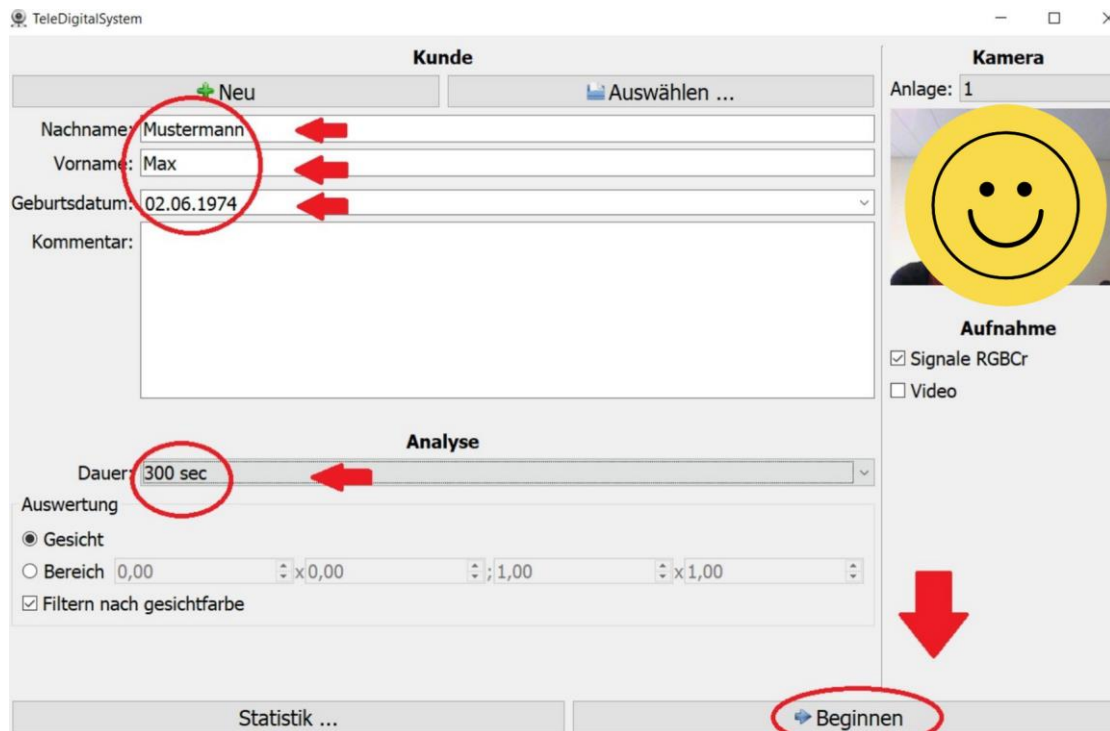 TeleDigitalSystem
Kunde
Neu
Auswählen ...
Nachname: Mustermann
Vorname: Max
Geburtsdatum: 02.06.1974
Kommentar:
Analyse
Dauer: 300 sec
Auswertung
Gesicht
Bereich 0,00 x 0,00 ; 1,00 x 1,00
Filtern nach gesichtfarbe
Statistik ...
Beginnen
Kamera
Anlage: 1
Aufnahme
Signale RGBCr
Video